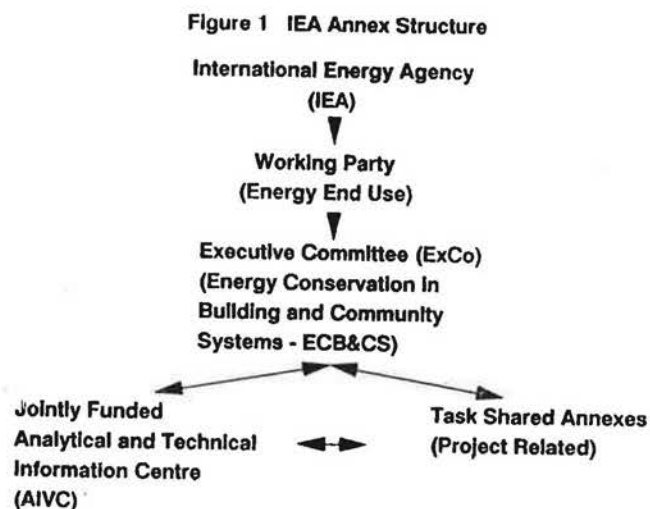 Figure 1 IEA Annex Structure
International Energy Agency
(IEA)
Working Party
(Energy End Use)
Executive Committee (ExCo)
(Energy Conservation in
Building and Community
Systems - ECB&CS)
Jointly Funded
Analytical and Technical
Information Centre
(AIVC)
Task Shared Annexes
(Project Related)